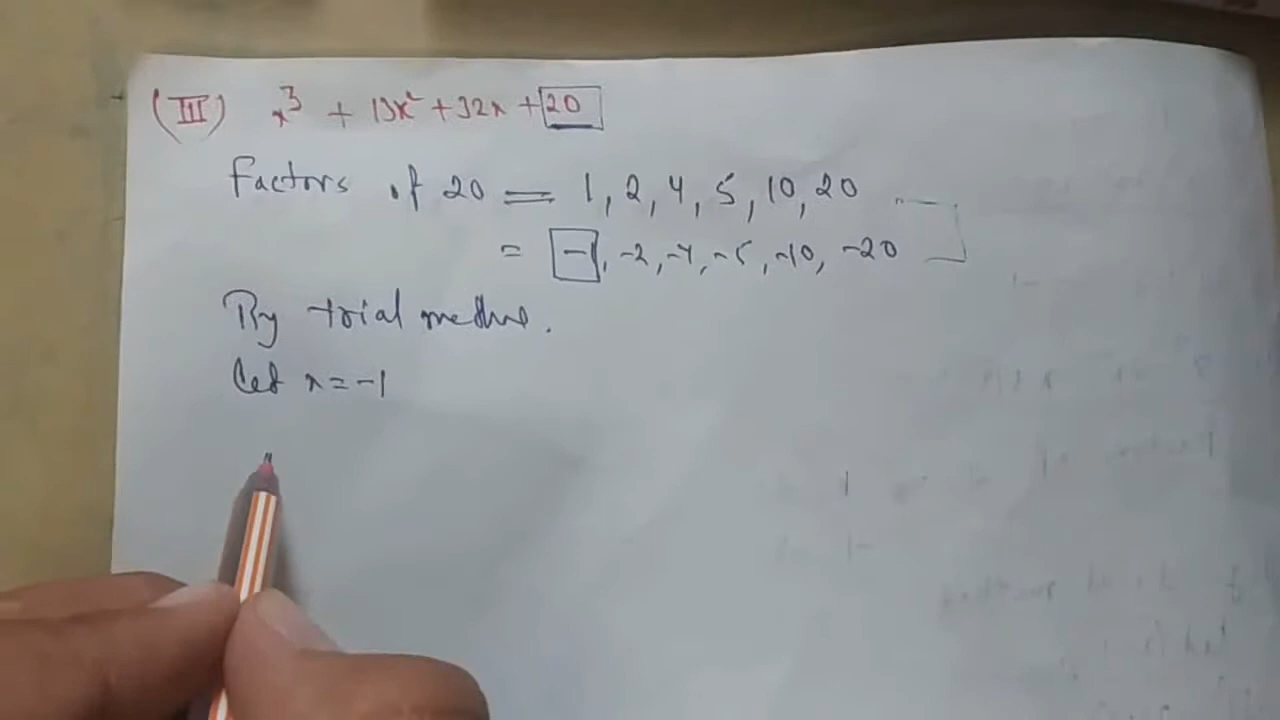 (III) x³ + 13x² + 32x + 20
Factors of 20 = 1, 2, 4, 5, 10, 20
= -1, -2, -4, -5, -10, -20
By trial
Let x = -1